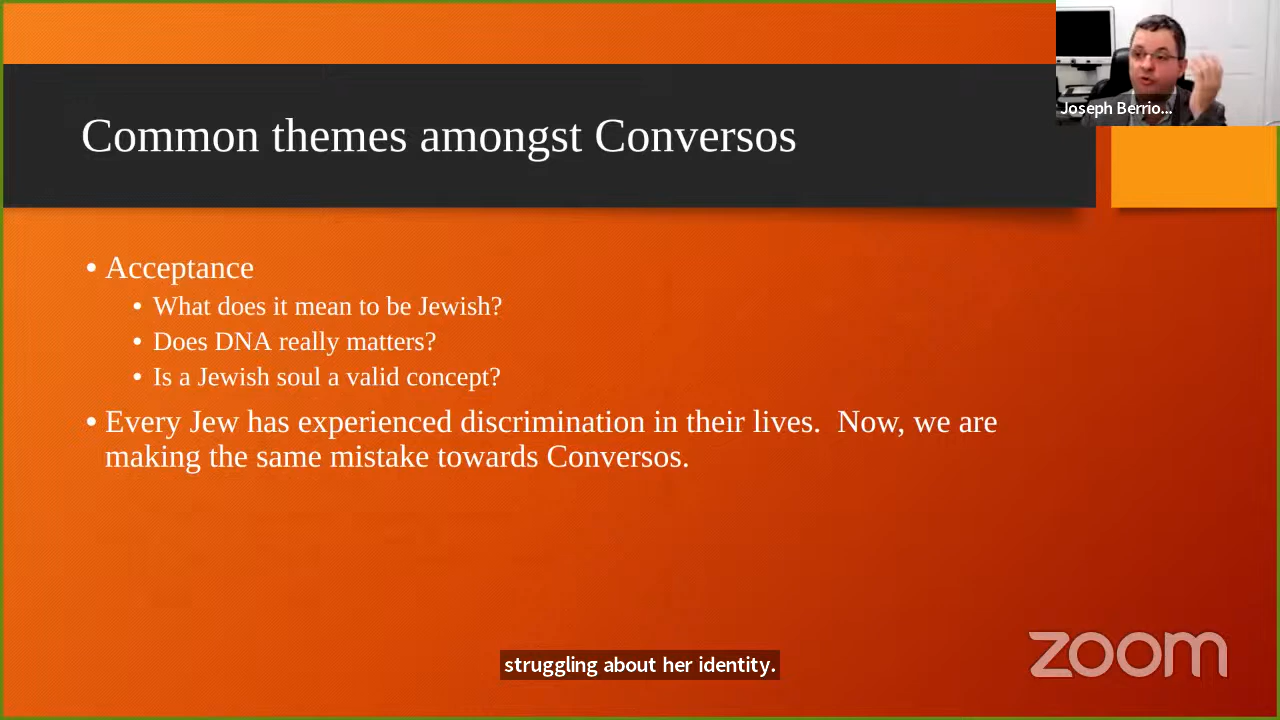 Joseph Berrio...
Common themes amongst Conversos
• Acceptance
• What does it mean to be Jewish?
• Does DNA really matters?
• Is a Jewish soul a valid concept?
• Every Jew has experienced discrimination in their lives.  Now, we are
making the same mistake towards Conversos.
struggling about her identity.
zoom